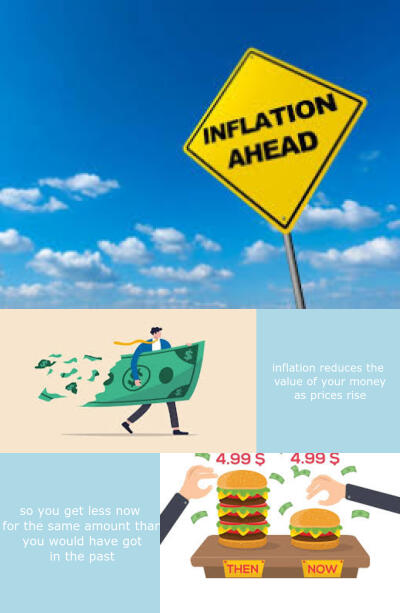 INFLATION
AHEAD
inflation reduces the
value of your money
as prices rise
4.99 $ 4.99 $
so you get less now
for the same amount than
you would have got
in the past
THEN NOW